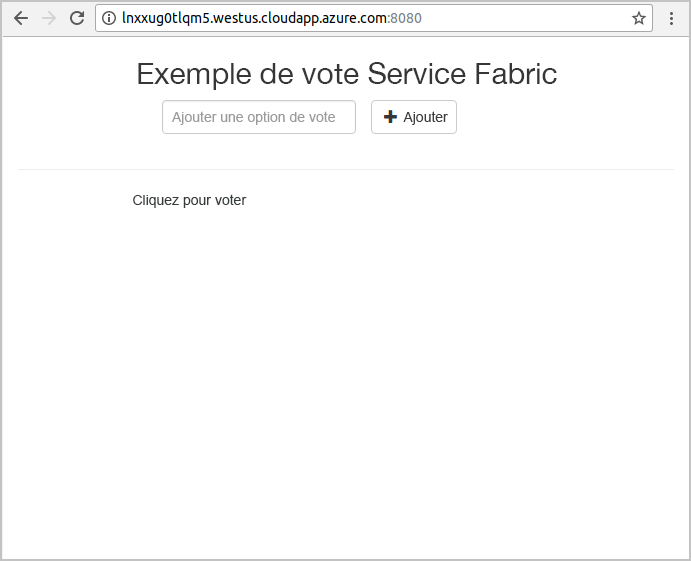 lnxxug0tlqm5.westus.cloudapp.azure.com:8080
Exemple de vote Service Fabric
Ajouter une option de vote
Ajouter
Cliquez pour voter